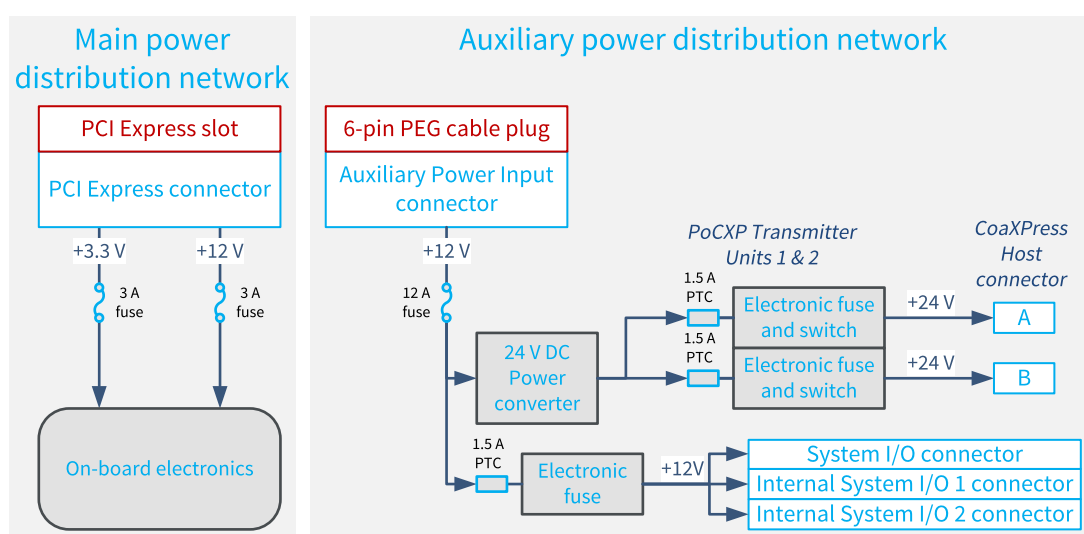 Main power
distribution network
PCI Express slot
PCI Express connector
+3.3 V
+12 V
3 A
fuse
3 A
fuse
On-board electronics
Auxiliary power distribution network
6-pin PEG cable plug
Auxiliary Power Input
connector
+12 V
12 A
fuse
24 V DC
Power
converter
PoCXP Transmitter
Units 1 & 2
1.5 A
PTC
Electronic fuse
and switch
+24 V
1.5 A
PTC
Electronic fuse
and switch
+24 V
CoaXPress
Host
connector
A
B
1.5 A
PTC
Electronic
fuse
+12V
System I/O connector
Internal System I/O 1 connector
Internal System I/O 2 connector